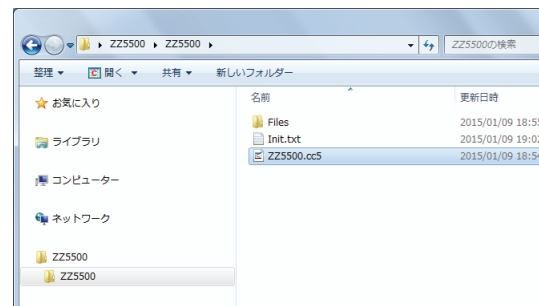 ZZ5500 ZZ5500
ZZ5500の検索
整理 開く 共有 新しいフォルダー
お気に入り
ライブラリ
コンピューター
ネットワーク
ZZ5500
ZZ5500
名前 更新日時
Files 2015/01/09 18:55
Init.txt 2015/01/09 19:02
ZZ5500.cc5 2015/01/09 18:54